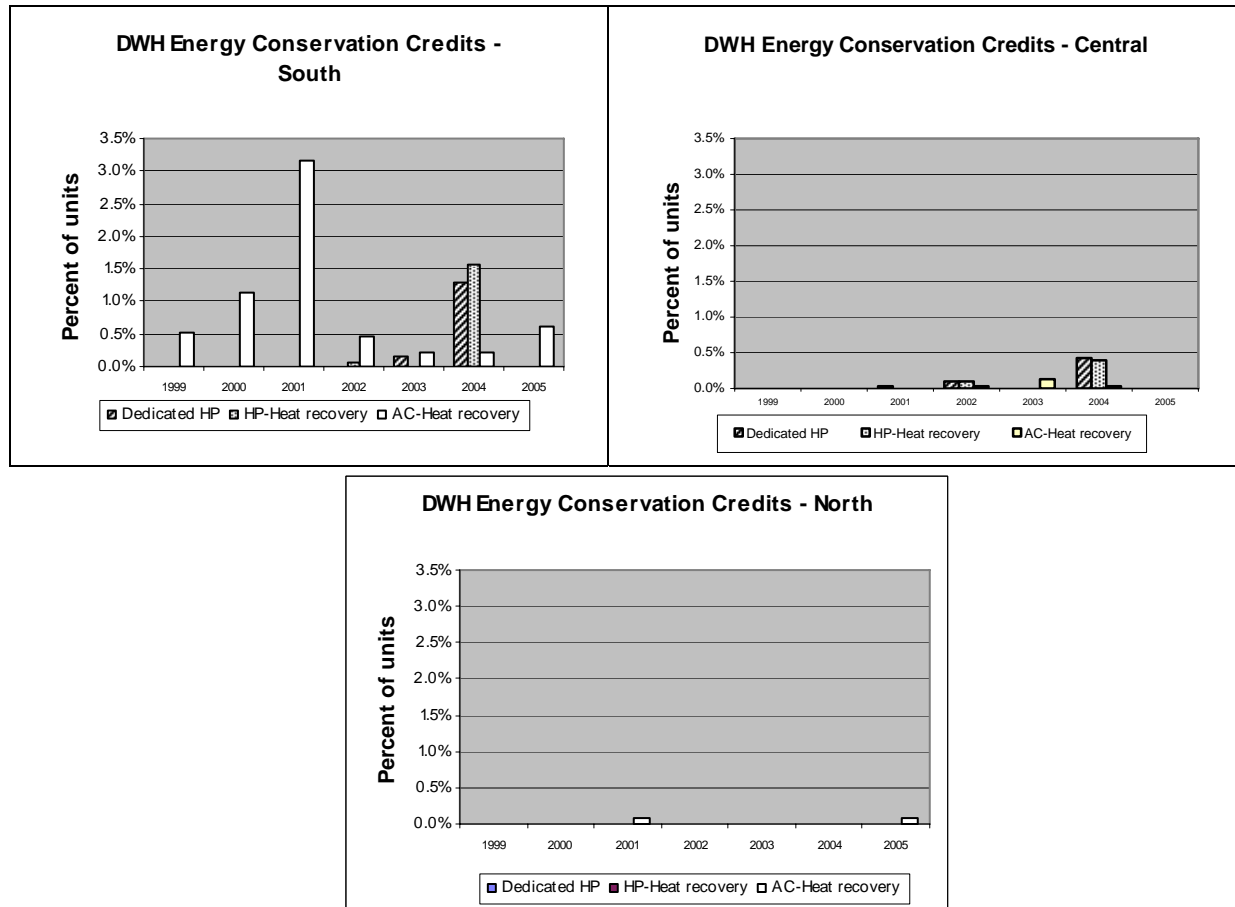 DWH Energy Conservation Credits -
South
Percent of units
3.5%
3.0%
2.5%
2.0%
1.5%
1.0%
0.5%
0.0%
1999 2000 2001 2002 2003 2004 2005
Dedicated HP HP-Heat recovery AC-Heat recovery
DWH Energy Conservation Credits - Central
Percent of units
3.5%
3.0%
2.5%
2.0%
1.5%
1.0%
0.5%
0.0%
1999 2000 2001 2002 2003 2004 2005
Dedicated HP HP-Heat recovery AC-Heat recovery
DWH Energy Conservation Credits - North
Percent of units
3.5%
3.0%
2.5%
2.0%
1.5%
1.0%
0.5%
0.0%
1999 2000 2001 2002 2003 2004 2005
Dedicated HP HP-Heat recovery AC-Heat recovery